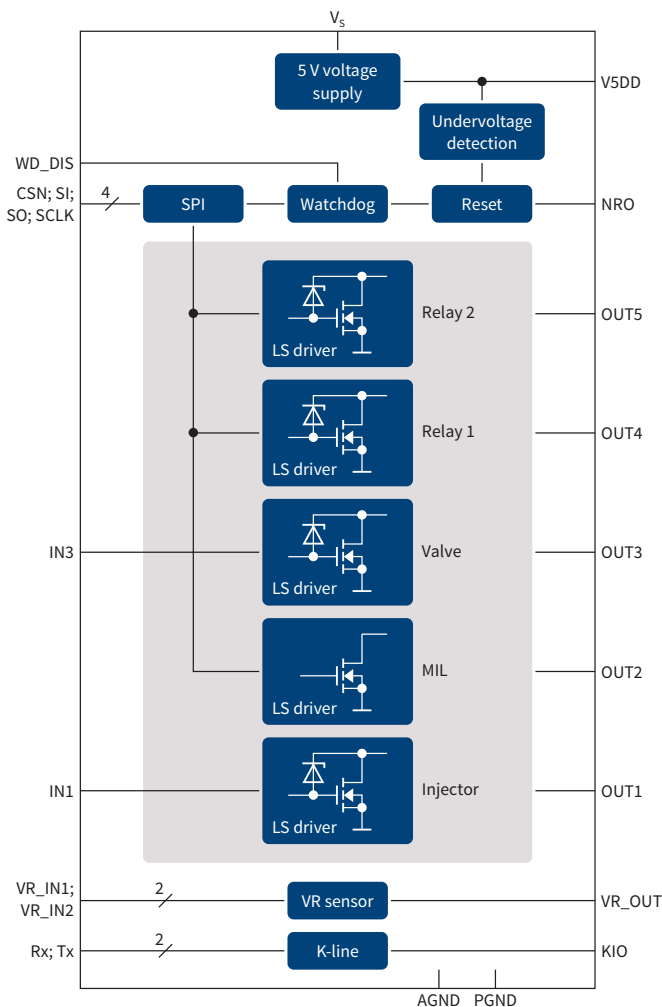 Vs
5 V voltage
supply
V5DD
Undervoltage
detection
WD_DIS
CSN; SI;
SO; SCLK
4
SPI
Watchdog
Reset
NRO
LS driver
Relay 2
OUT5
LS driver
Relay 1
OUT4
IN3
LS driver
Valve
OUT3
LS driver
MIL
OUT2
IN1
LS driver
Injector
OUT1
VR_IN1;
VR_IN2
2
VR sensor
VR_OUT
Rx; Tx
2
K-line
KIO
AGND
PGND